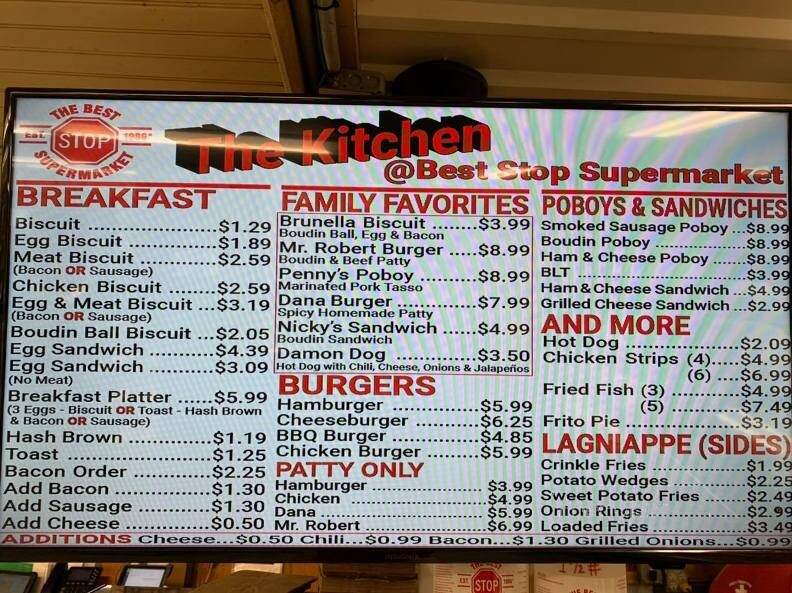 THE BEST
EST. STOP 1986
SUPERMARKET
The Kitchen
@Best Stop Supermarket
BREAKFAST
Biscuit ..................$1.29
Egg Biscuit ............$1.89
Meat Biscuit ..........$2.59
(Bacon OR Sausage)
Chicken Biscuit ......$2.59
Egg & Meat Biscuit ...$3.19
(Bacon OR Sausage)
Boudin Ball Biscuit ...$2.05
Egg Sandwich ..........$4.39
Egg Sandwich ..........$3.09
(No Meat)
Breakfast Platter .....$5.99
(3 Eggs - Biscuit OR Toast - Hash Brown
& Bacon OR Sausage)
Hash Brown ............$1.19
Toast ....................$1.25
Bacon Order ...........$2.25
Add Bacon .............$1.30
Add Sausage ..........$1.30
Add Cheese ...........$0.50
FAMILY FAVORITES
Brunella Biscuit .......$3.99
Boudin Ball, Egg & Bacon
Mr. Robert Burger .....$8.99
Boudin & Beef Patty
Penny's Poboy ........$8.99
Marinated Pork Tasso
Dana Burger ...........$7.99
Spicy Homemade Patty
Nicky's Sandwich .....$4.99
Boudin Sandwich
Damon Dog ............$3.50
Hot Dog with Chili, Cheese, Onions & Jalapeños
BURGERS
Hamburger .............$5.99
Cheeseburger .........$6.25
BBQ Burger ............$4.85
Chicken Burger .......$5.99
PATTY ONLY
Hamburger .............$3.99
Chicken .................$4.99
Dana .....................$5.99
Mr. Robert ..............$6.99
POBOYS & SANDWICHES
Smoked Sausage Poboy ...$8.99
Boudin Poboy ...............$8.99
Ham & Cheese Poboy .....$8.99
BLT ............................$3.99
Ham & Cheese Sandwich ...$4.99
Grilled Cheese Sandwich ...$2.99
AND MORE
Hot Dog .....................$2.09
Chicken Strips (4)....$4.99
(6) ....$6.99
Fried Fish (3) ..........$4.99
(5) ..........$7.49
Frito Pie ...................$3.19
LAGNIAPPE (SIDES)
Crinkle Fries ...............$1.99
Potato Wedges ............$2.25
Sweet Potato Fries .......$2.49
Onion Rings ................$2.99
Loaded Fries ...............$3.49
ADDITIONS Cheese...$0.50 Chili...$0.99 Bacon...$1.30 Grilled Onions...$0.99
STOP
1 1/2 #